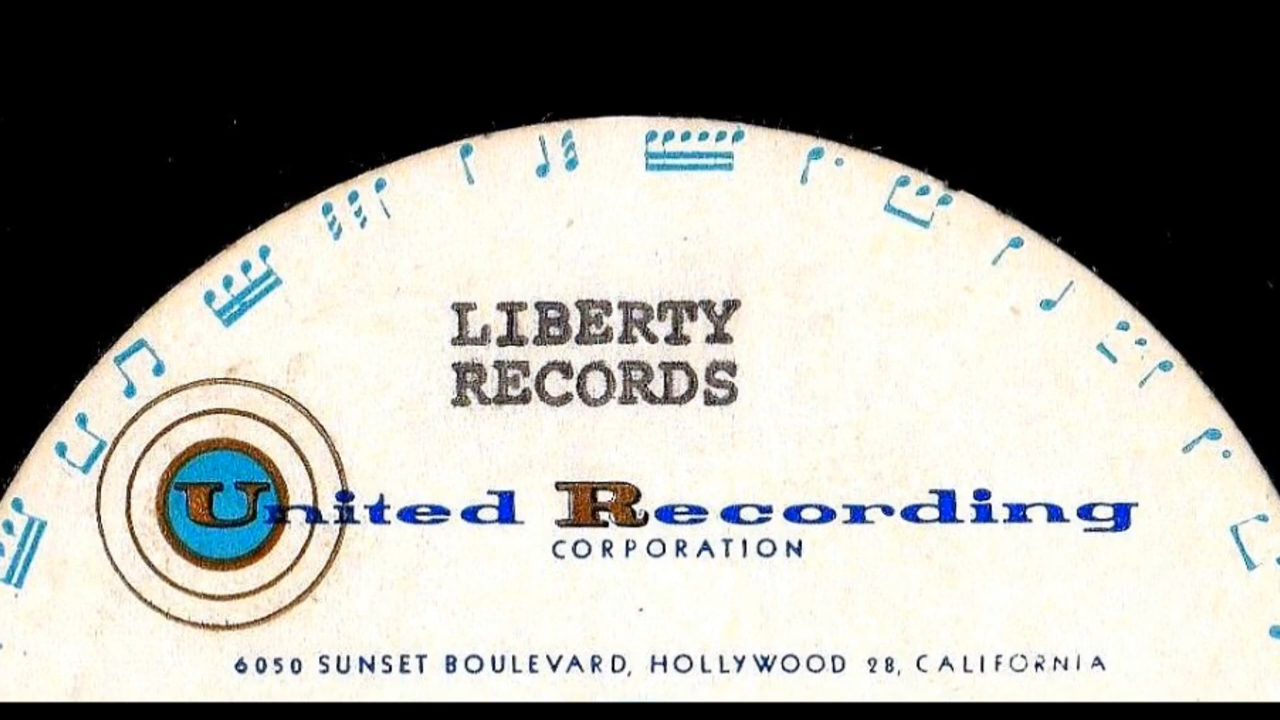 LIBERTY
RECORDS
United Recording
CORPORATION
6050 SUNSET BOULEVARD, HOLLYWOOD 28, CALIFORNIA